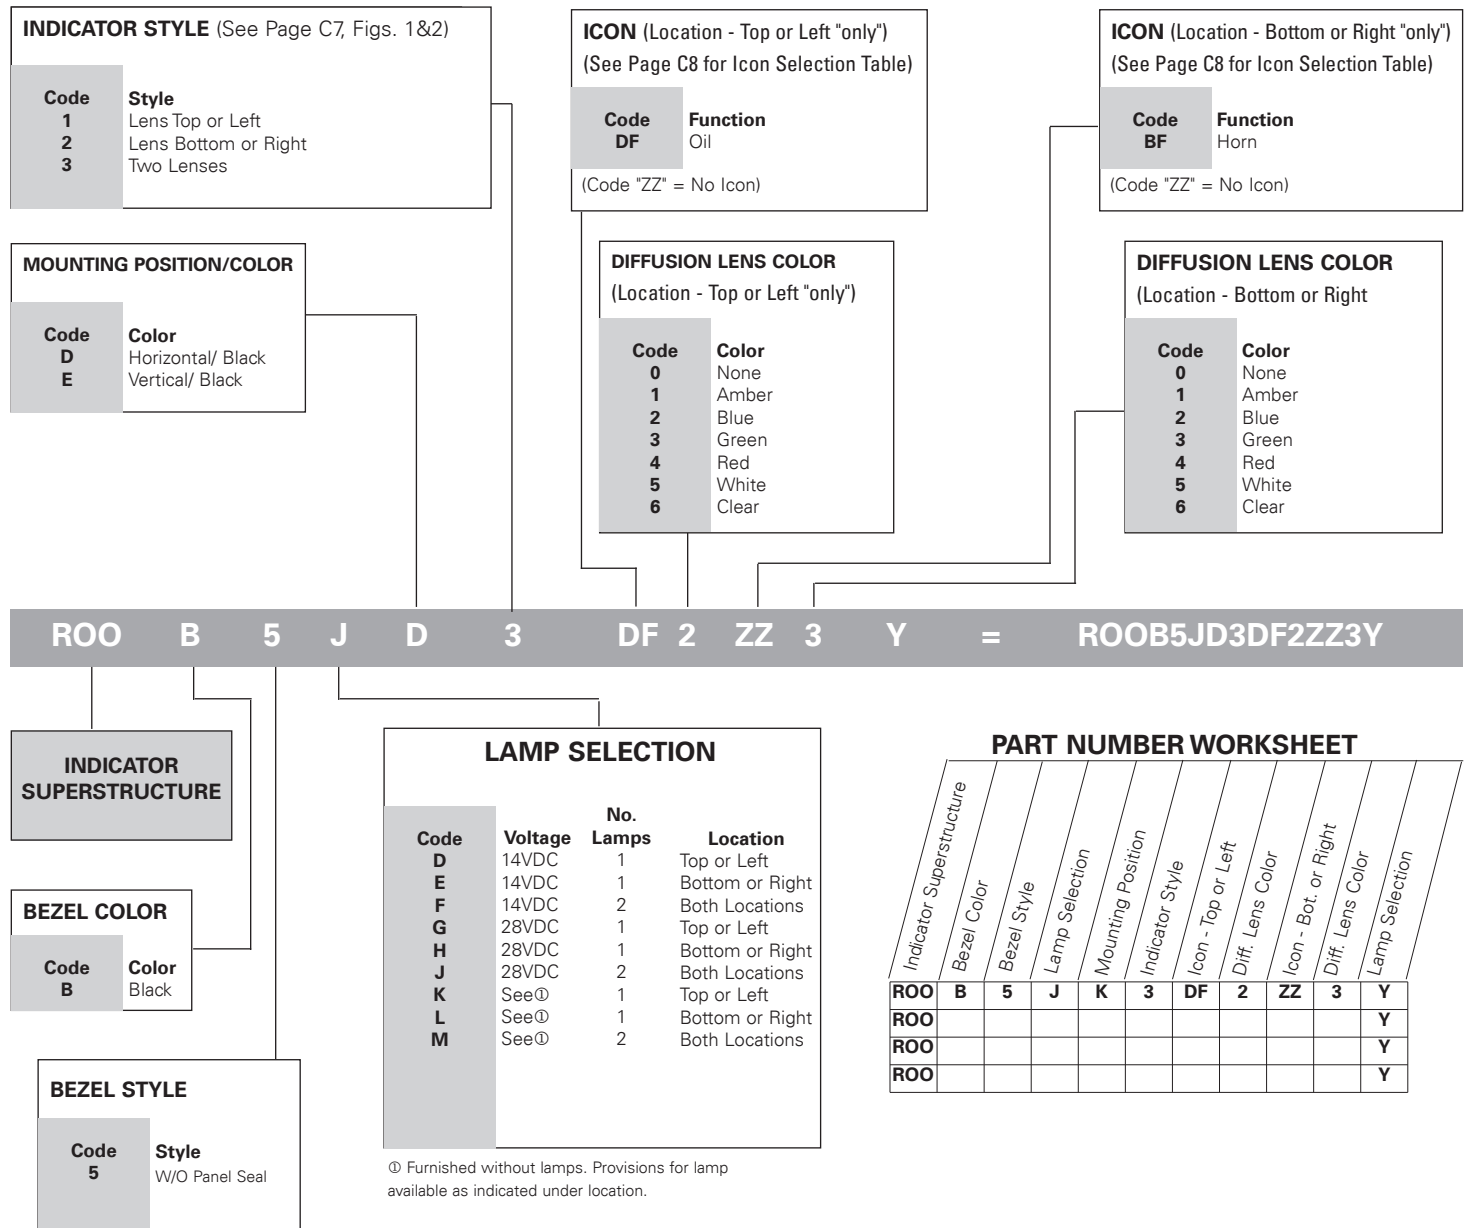 INDICATOR STYLE (See Page C7, Figs. 1&2)
Code Style
1 Lens Top or Left
2 Lens Bottom or Right
3 Two Lenses
ICON (Location - Top or Left "only")
(See Page C8 for Icon Selection Table)
Code Function
DF Oil
(Code "ZZ" = No Icon)
ICON (Location - Bottom or Right "only")
(See Page C8 for Icon Selection Table)
Code Function
BF Horn
(Code "ZZ" = No Icon)
MOUNTING POSITION/COLOR
Code Color
D Horizontal/ Black
E Vertical/ Black
DIFFUSION LENS COLOR
(Location - Top or Left "only")
Code Color
0 None
1 Amber
2 Blue
3 Green
4 Red
5 White
6 Clear
DIFFUSION LENS COLOR
(Location - Bottom or Right
Code Color
0 None
1 Amber
2 Blue
3 Green
4 Red
5 White
6 Clear
ROO B 5 J D 3 DF 2 ZZ 3 Y = ROOB5JD3DF2ZZ3Y
INDICATOR
SUPERSTRUCTURE
BEZEL COLOR
Code Color
B Black
BEZEL STYLE
Code Style
5 W/O Panel Seal
LAMP SELECTION
Code Voltage No. Lamps Location
D 14VDC 1 Top or Left
E 14VDC 1 Bottom or Right
F 14VDC 2 Both Locations
G 28VDC 1 Top or Left
H 28VDC 1 Bottom or Right
J 28VDC 2 Both Locations
K See① 1 Top or Left
L See① 1 Bottom or Right
M See① 2 Both Locations
① Furnished without lamps. Provisions for lamp
available as indicated under location.
PART NUMBER WORKSHEET
Indicator Superstructure
Bezel Color
Bezel Style
Lamp Selection
Mounting Position
Indicator Style
Icon - Top or Left
Diff. Lens Color
Icon - Bot. or Right
Diff. Lens Color
Lamp Selection
ROO B 5 J K 3 DF 2 ZZ 3 Y
ROO Y
ROO Y
ROO Y